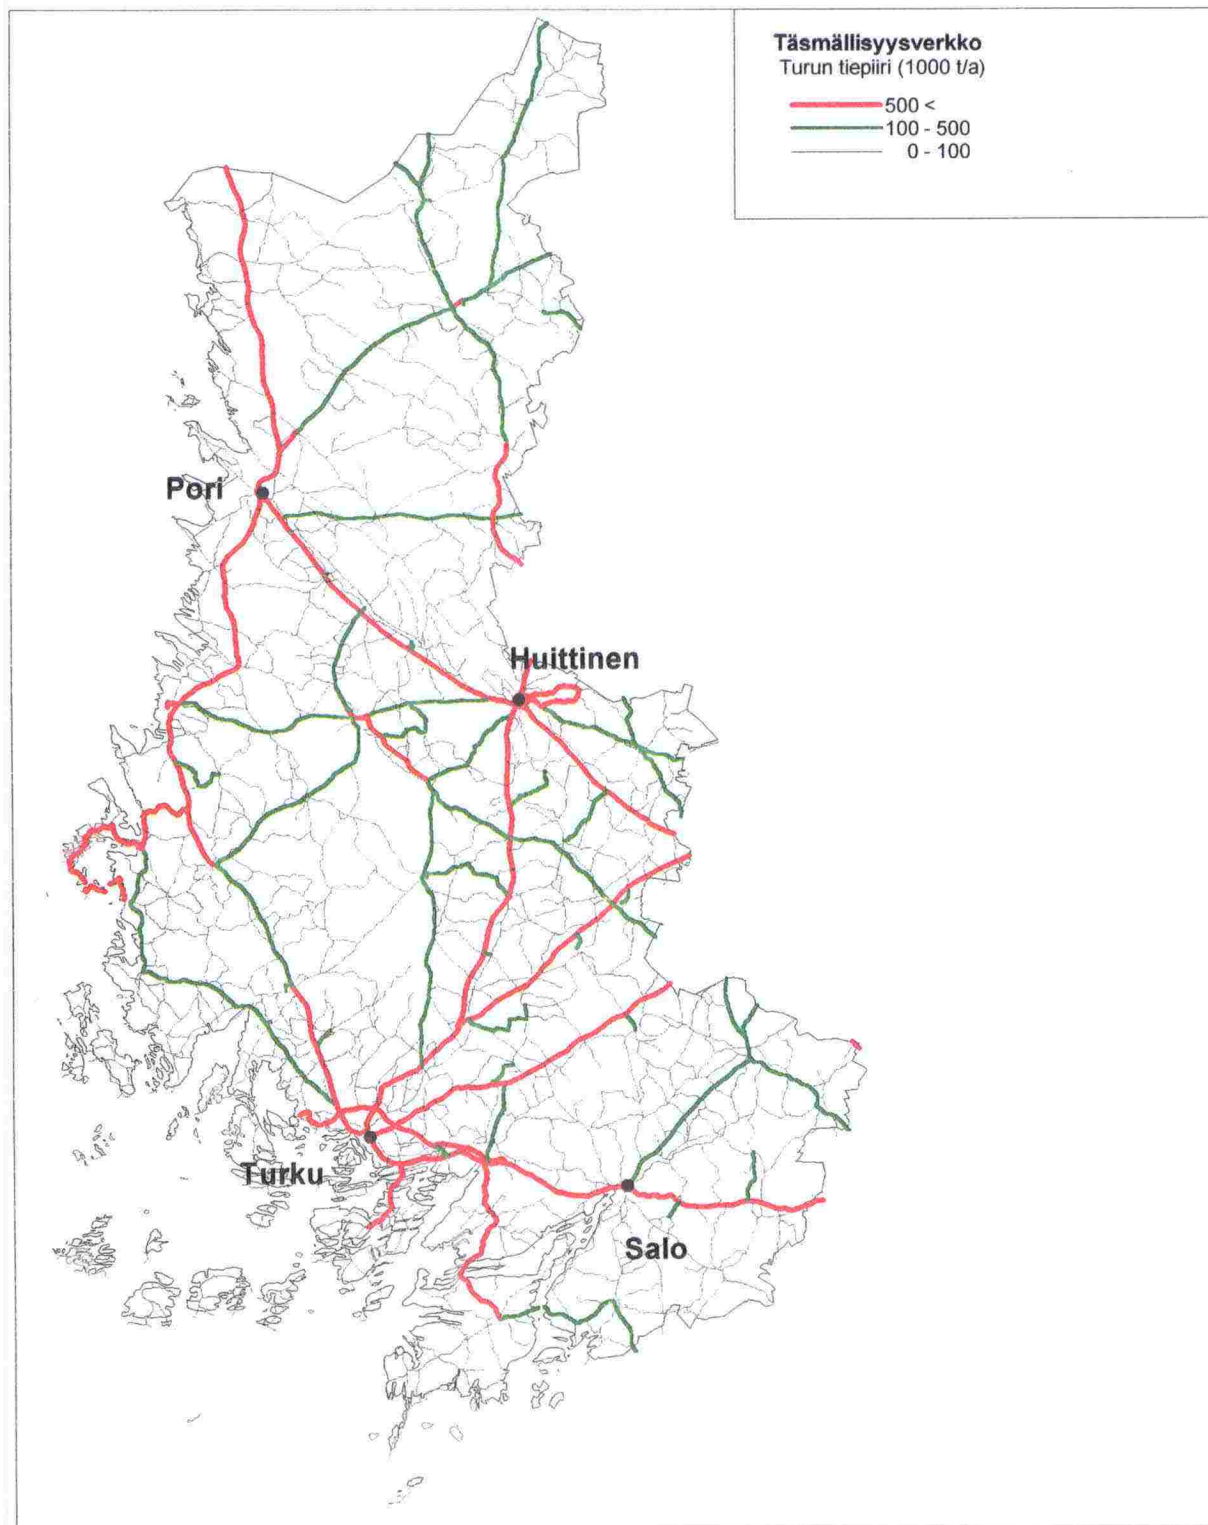 Täsmällisyysverkko
Turun tiepiiri (1000 t/a)
500 <
100 - 500
0 - 100
Pori
Huittinen
Turku
Salo